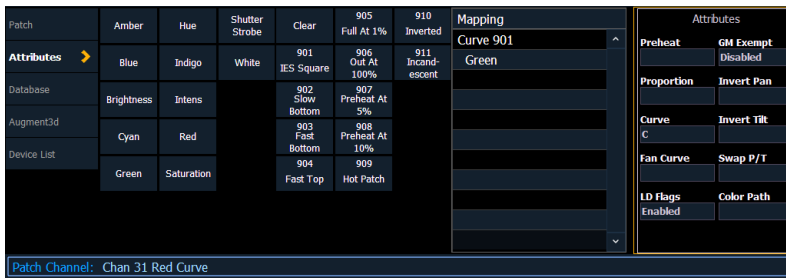 Patch
Attributes
Database
Augment3d
Device List
Amber
Hue
Shutter
Strobe
Clear
905
Full At 1%
910
Inverted
Blue
Indigo
White
901
IES Square
906
Out At
100%
911
Incand-
escent
Brightness
Intens
902
Slow
Bottom
907
Preheat At
5%
Cyan
Red
903
Fast
Bottom
908
Preheat At
10%
Green
Saturation
904
Fast Top
909
Hot Patch
Mapping
Curve 901
Green
Attributes
Preheat
GM Exempt
Disabled
Proportion
Invert Pan
Curve
C
Invert Tilt
Fan Curve
Swap P/T
LD Flags
Enabled
Color Path
Patch Channel: Chan 31 Red Curve